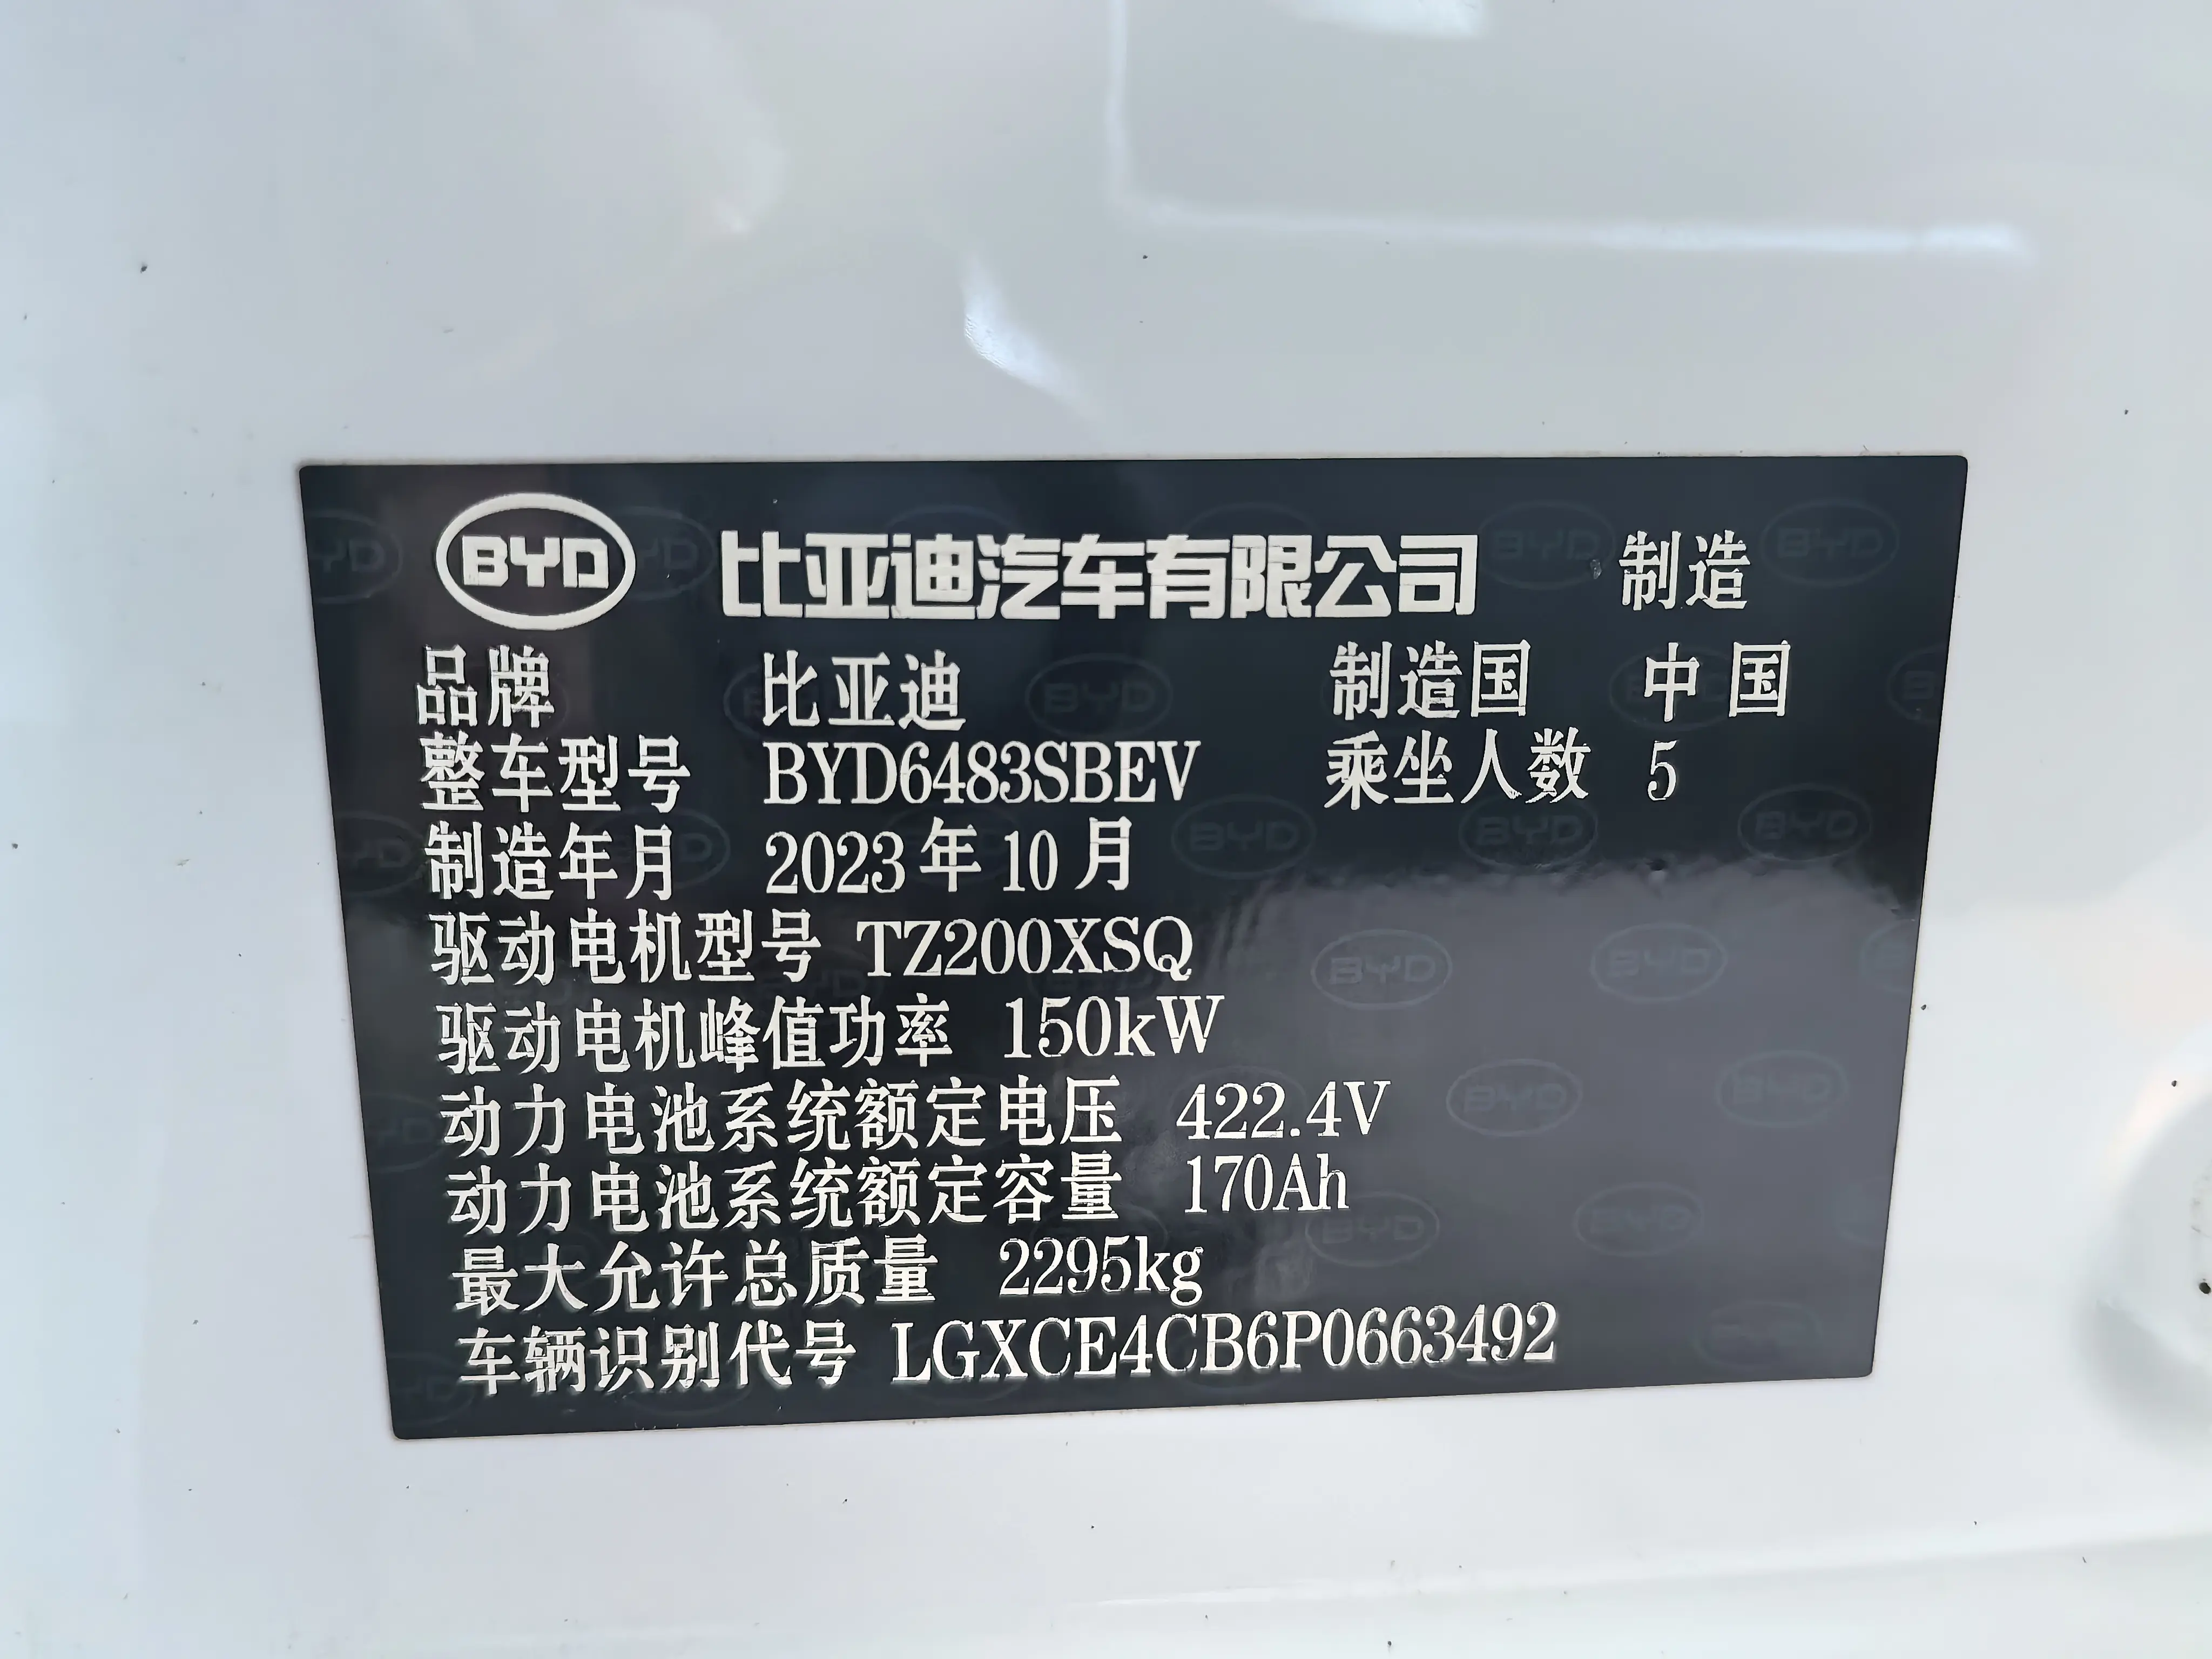 BYD 比亚迪汽车有限公司 制造
品牌 比亚迪 制造国 中国
整车型号 BYD6483SBEV 乘坐人数 5
制造年月 2023年10月
驱动电机型号 TZ200XSQ
驱动电机峰值功率 150kW
动力电池系统额定电压 422.4V
动力电池系统额定容量 170Ah
最大允许总质量 2295kg
车辆识别代号 LGXCE4CB6P0663492